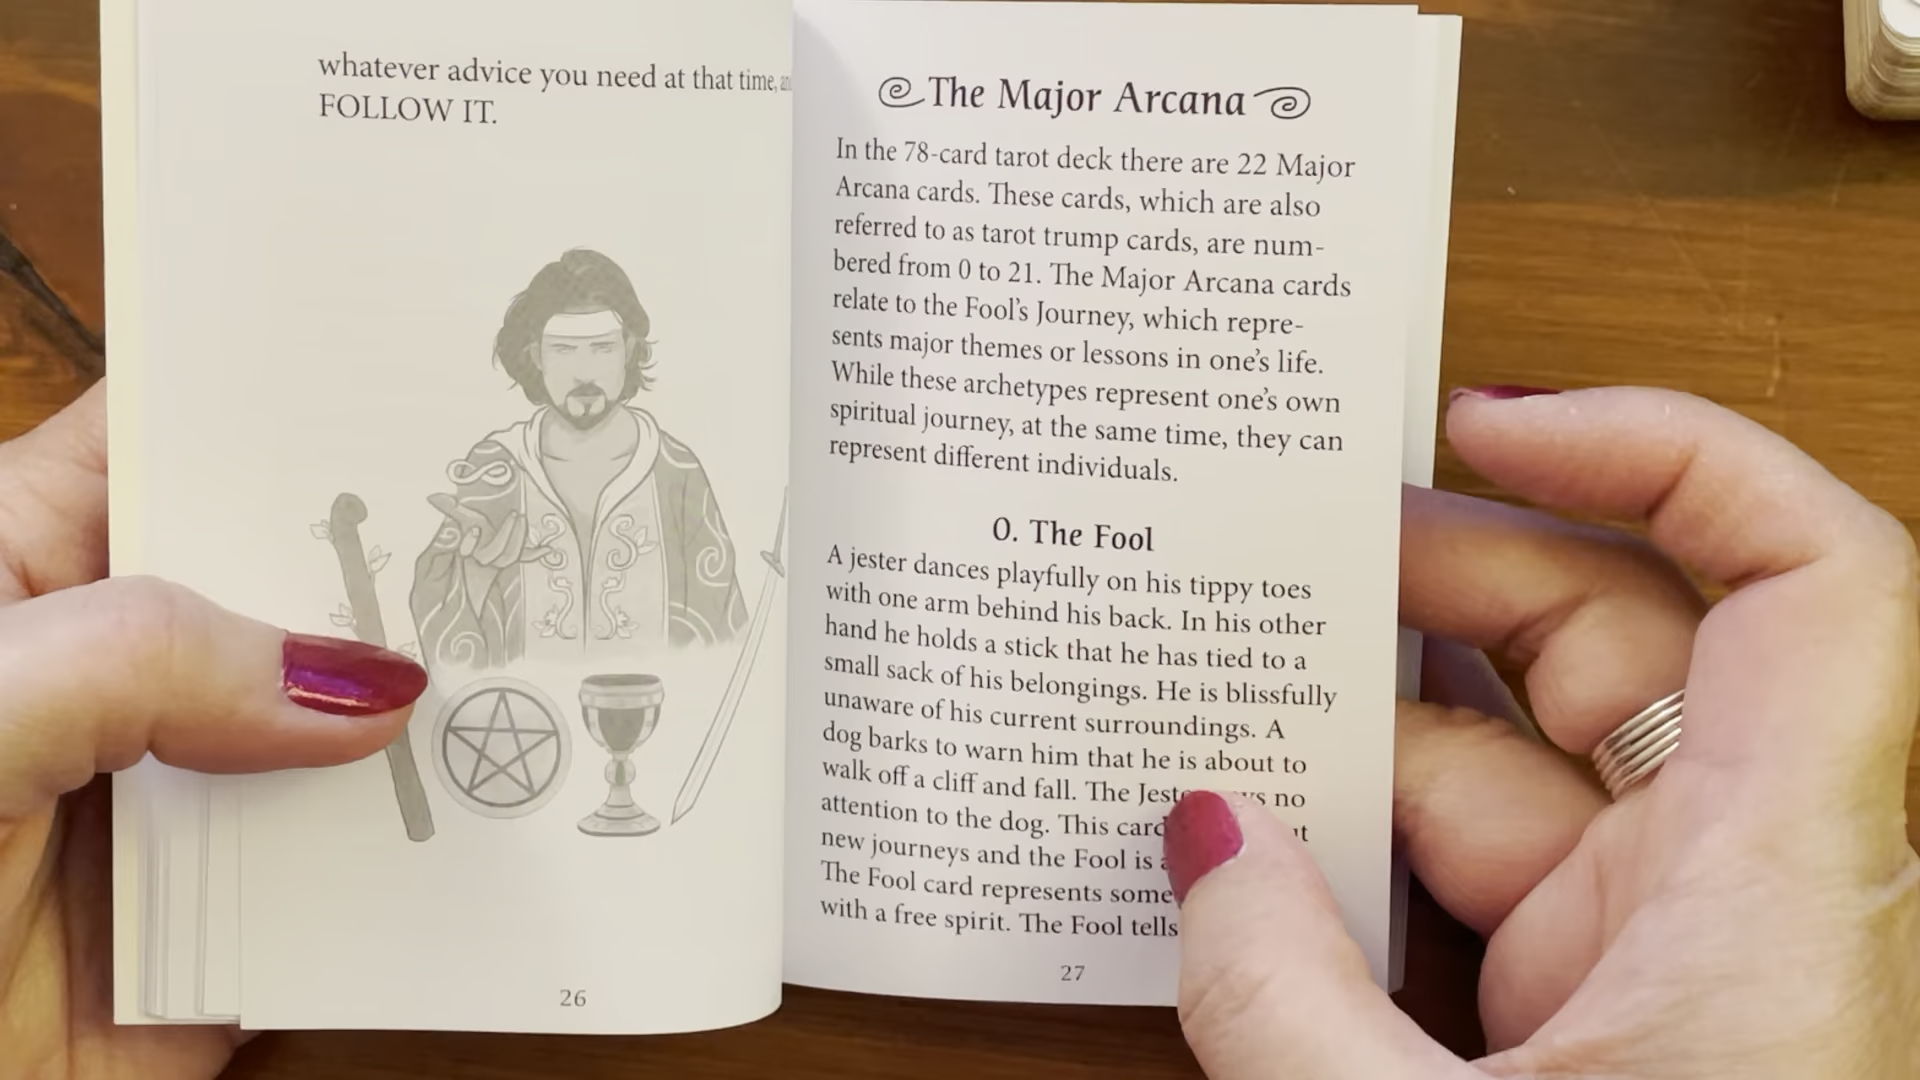 whatever advice you need at that time,
FOLLOW IT.
26
The Major Arcana
In the 78-card tarot deck there are 22 Major
Arcana cards. These cards, which are also
referred to as tarot trump cards, are num-
bered from 0 to 21. The Major Arcana cards
relate to the Fool's Journey, which repre-
sents major themes or lessons in one's life.
While these archetypes represent one's own
spiritual journey, at the same time, they can
represent different individuals.
0. The Fool
A jester dances playfully on his tippy toes
with one arm behind his back. In his other
hand he holds a stick that he has tied to a
small sack of his belongings. He is blissfully
unaware of his current surroundings. A
dog barks to warn him that he is about to
walk off a cliff and fall. The no
attention to the dog. This card
new journeys and the Fool is
The Fool card represents
with a free spirit. The Fool tells
27